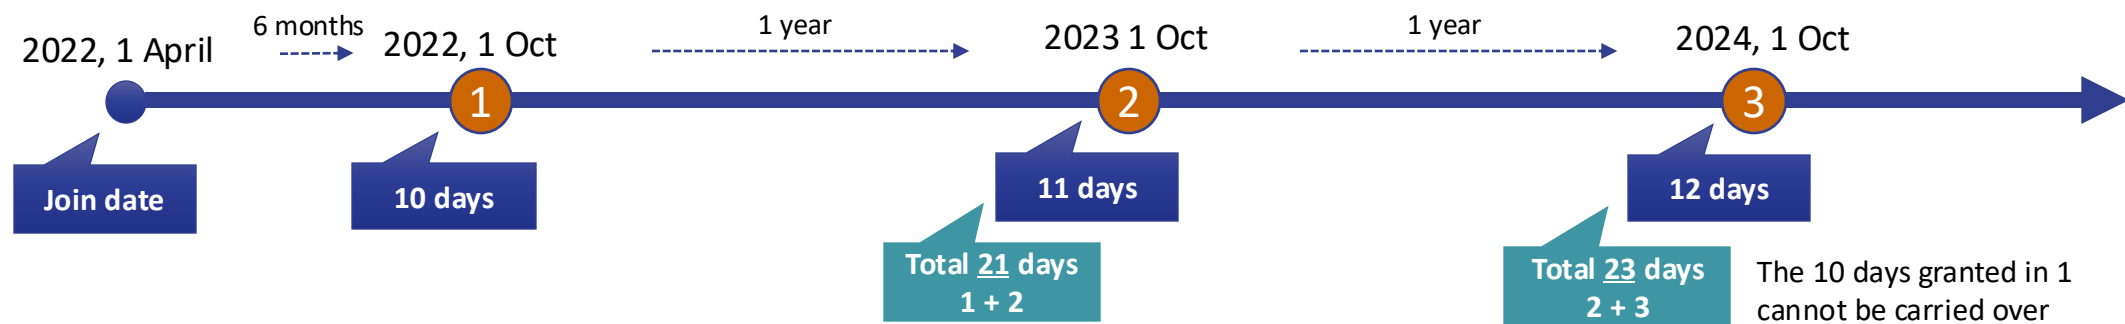 2022, 1 April
6 months
2022, 1 Oct
1 year
2023 1 Oct
1 year
2024, 1 Oct
1
2
3
Join date
10 days
11 days
12 days
Total 21 days
1 + 2
Total 23 days
2 + 3
The 10 days granted in 1
cannot be carried over